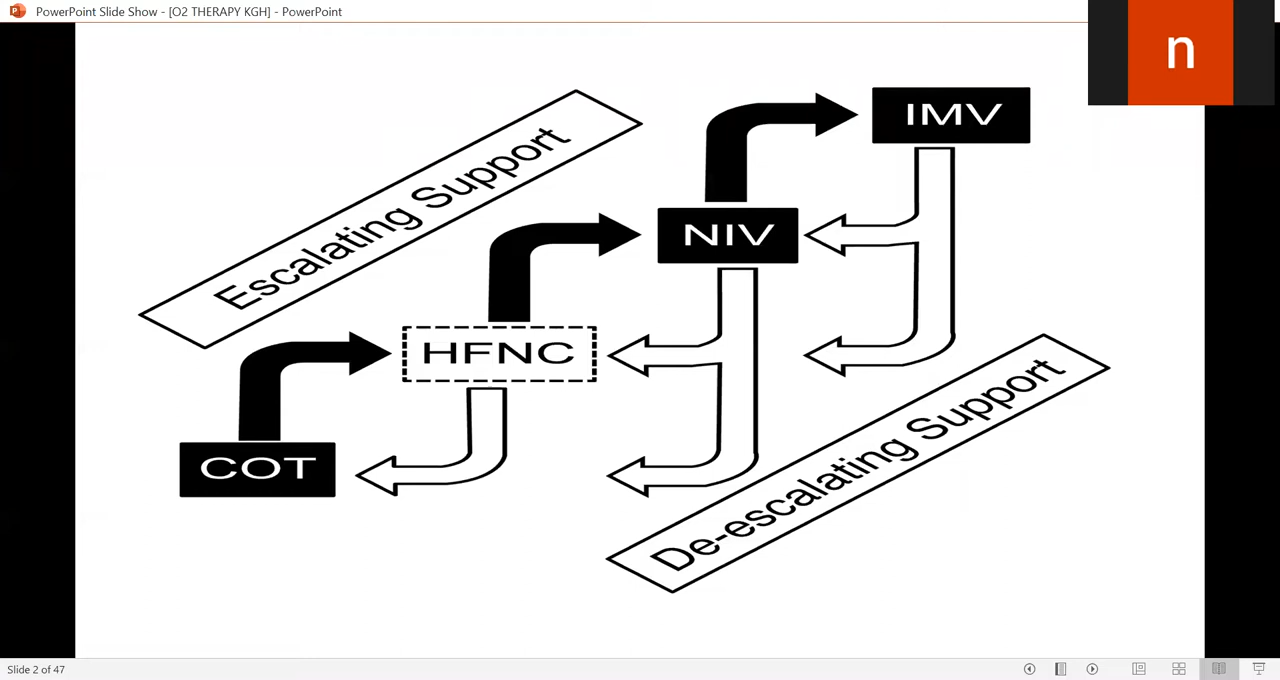 PowerPoint Slide Show - [O2 THERAPY KGH] - PowerPoint
n
IMV
Escalating Support
NIV
HFNC
De-escalating Support
COT
Slide 2 of 47